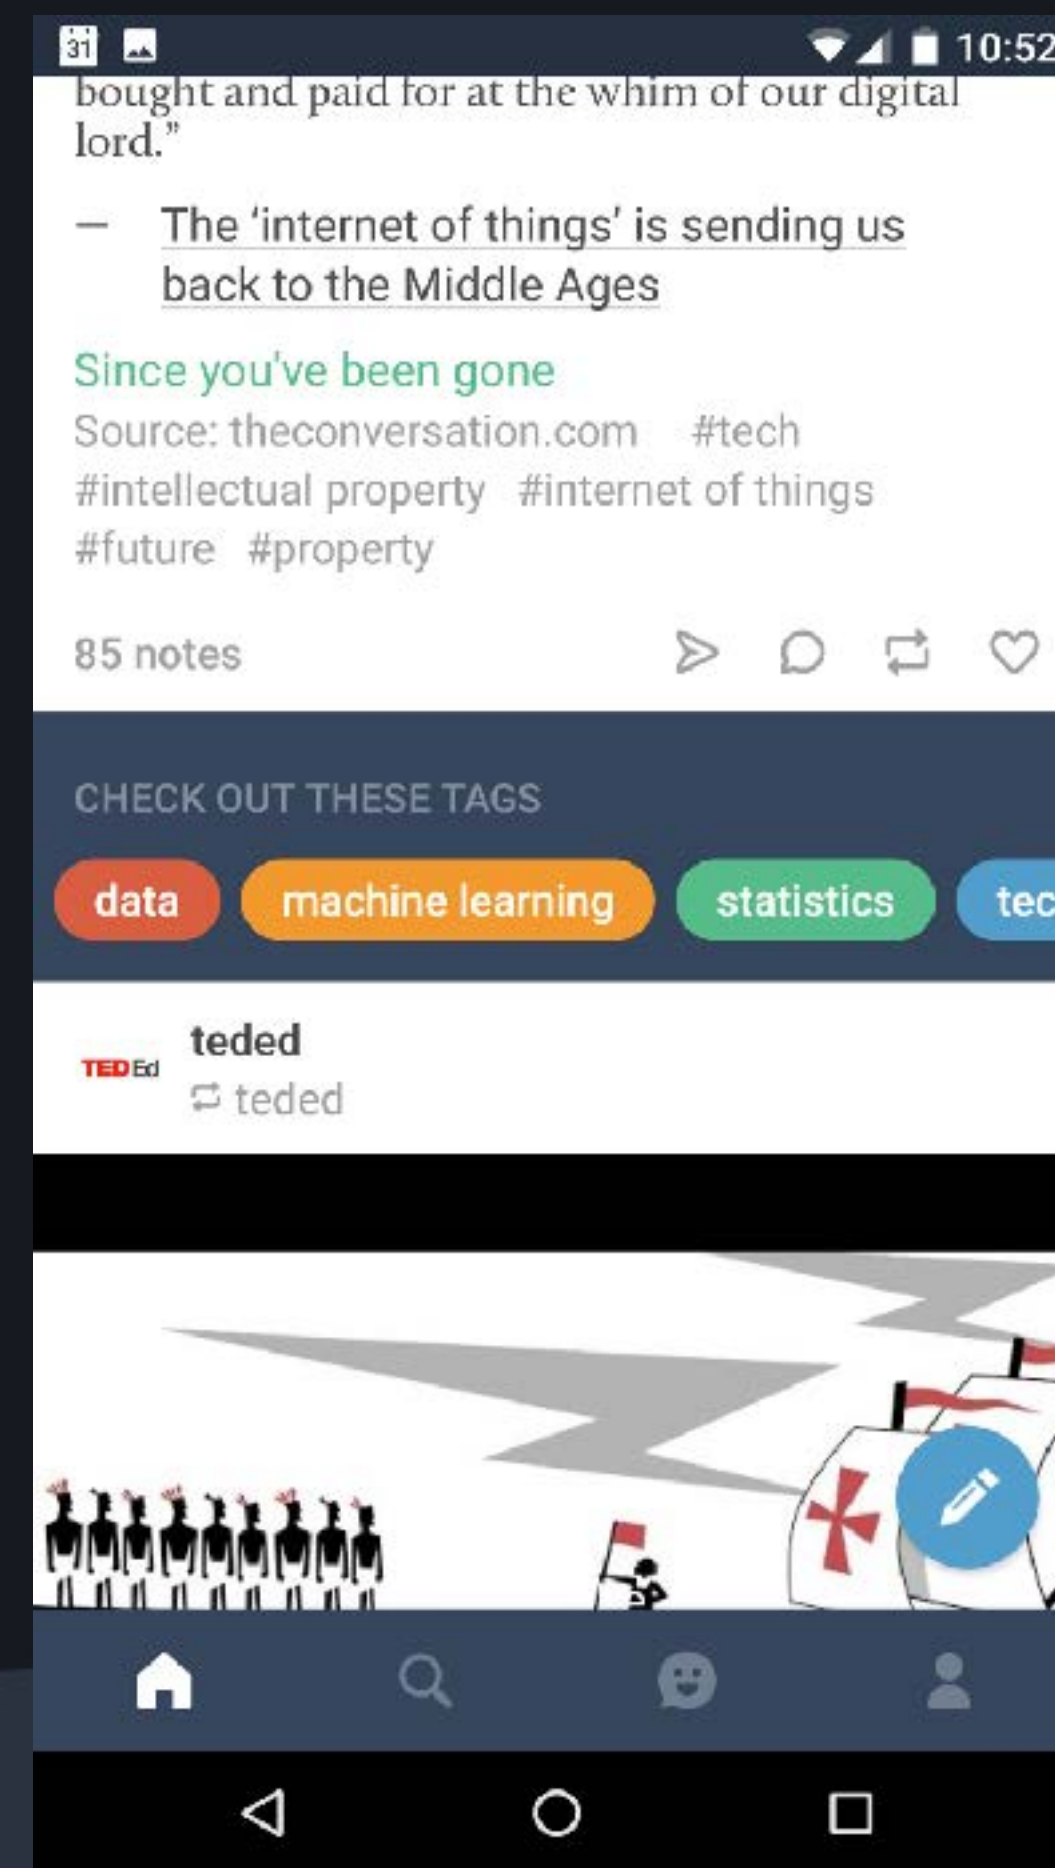 31
10:52
bought and paid for at the whim of our digital
lord.”
— The ‘internet of things’ is sending us
back to the Middle Ages
Since you've been gone
Source: theconversation.com #tech
#intellectual property #internet of things
#future #property
85 notes
CHECK OUT THESE TAGS
data machine learning statistics tec
TEDEd
teded
teded